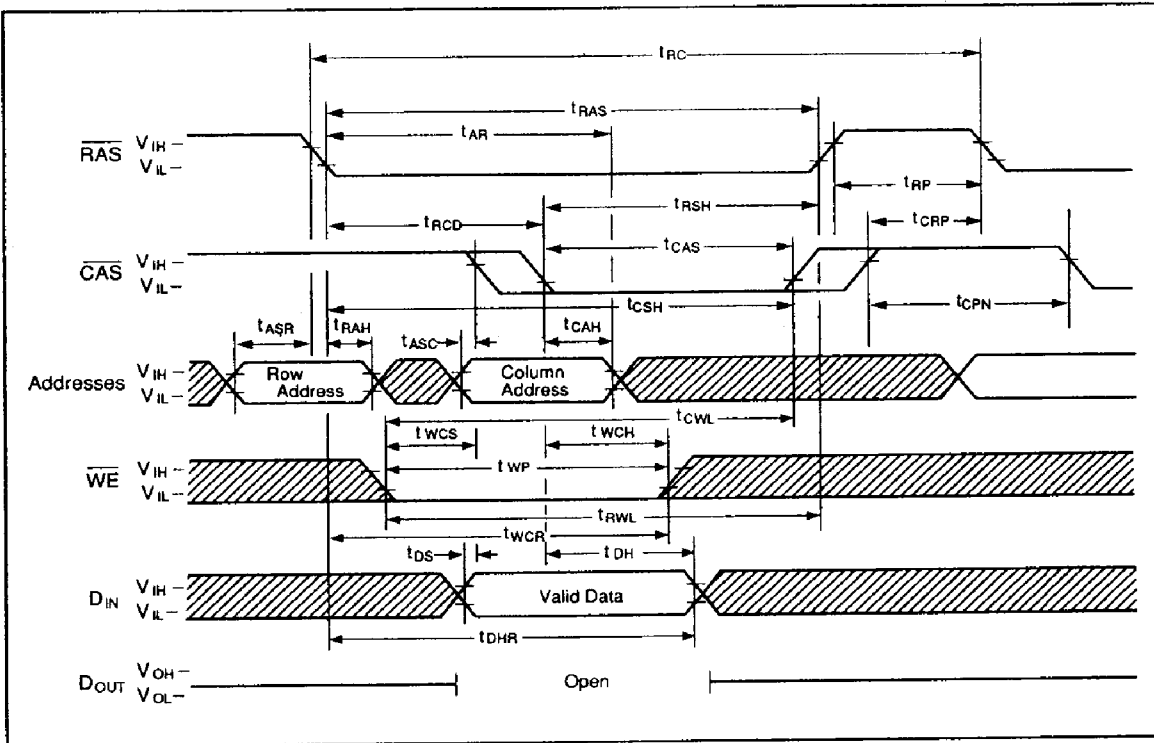 tRC
tRAS
tAR
RAS VIH
VIL
tRP
tRSH
tRCD
tCRP
tCAS
CAS VIH
VIL
tCSH
tCPN
tASR tRAH tASC tCAH
Addresses VIH
VIL
Row Address
Column Address
tCWL
tWCS tWCH
WE VIH
VIL
tWP
tRWL
tWCR
tDS tDH
DIN VIH
VIL
Valid Data
tDHR
DOUT VOH
VOL
Open